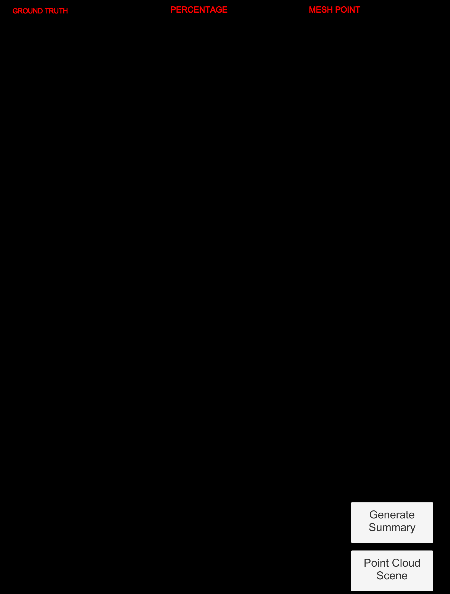 GROUND TRUTH PERCENTAGE MESH POINT
Generate
Summary
Point Cloud
Scene